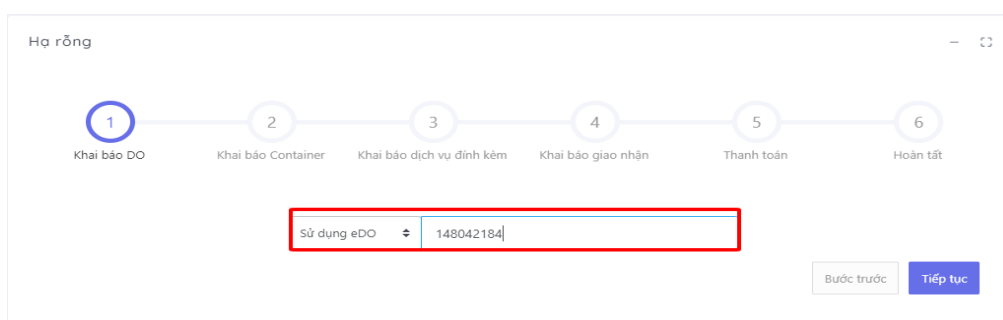 Hạ rỗng
1 2 3 4 5 6
Khai báo DO Khai báo Container Khai báo dịch vụ đính kèm Khai báo giao nhận Thanh toán Hoàn tất
Sử dụng eDO 148042184
Bước trước Tiếp tục